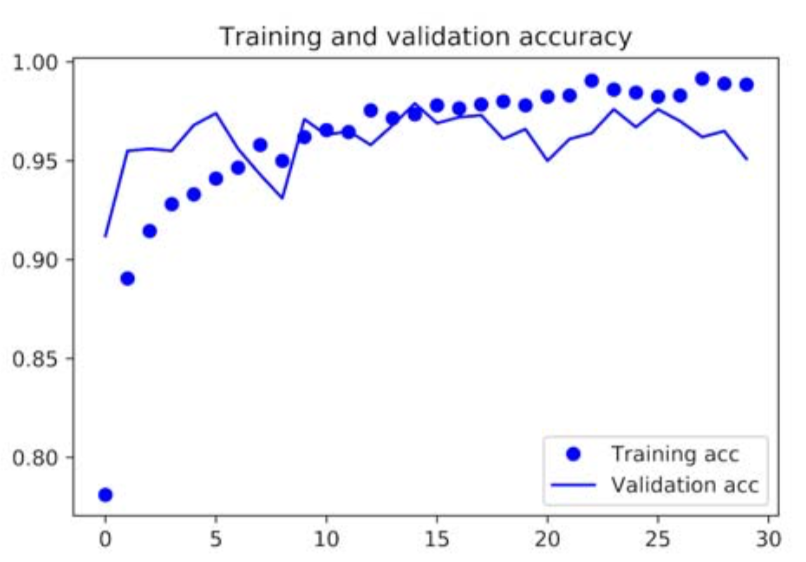 Training and validation accuracy
1.00
0.95
0.90
0.85
0.80
Training acc
Validation acc
0 5 10 15 20 25 30